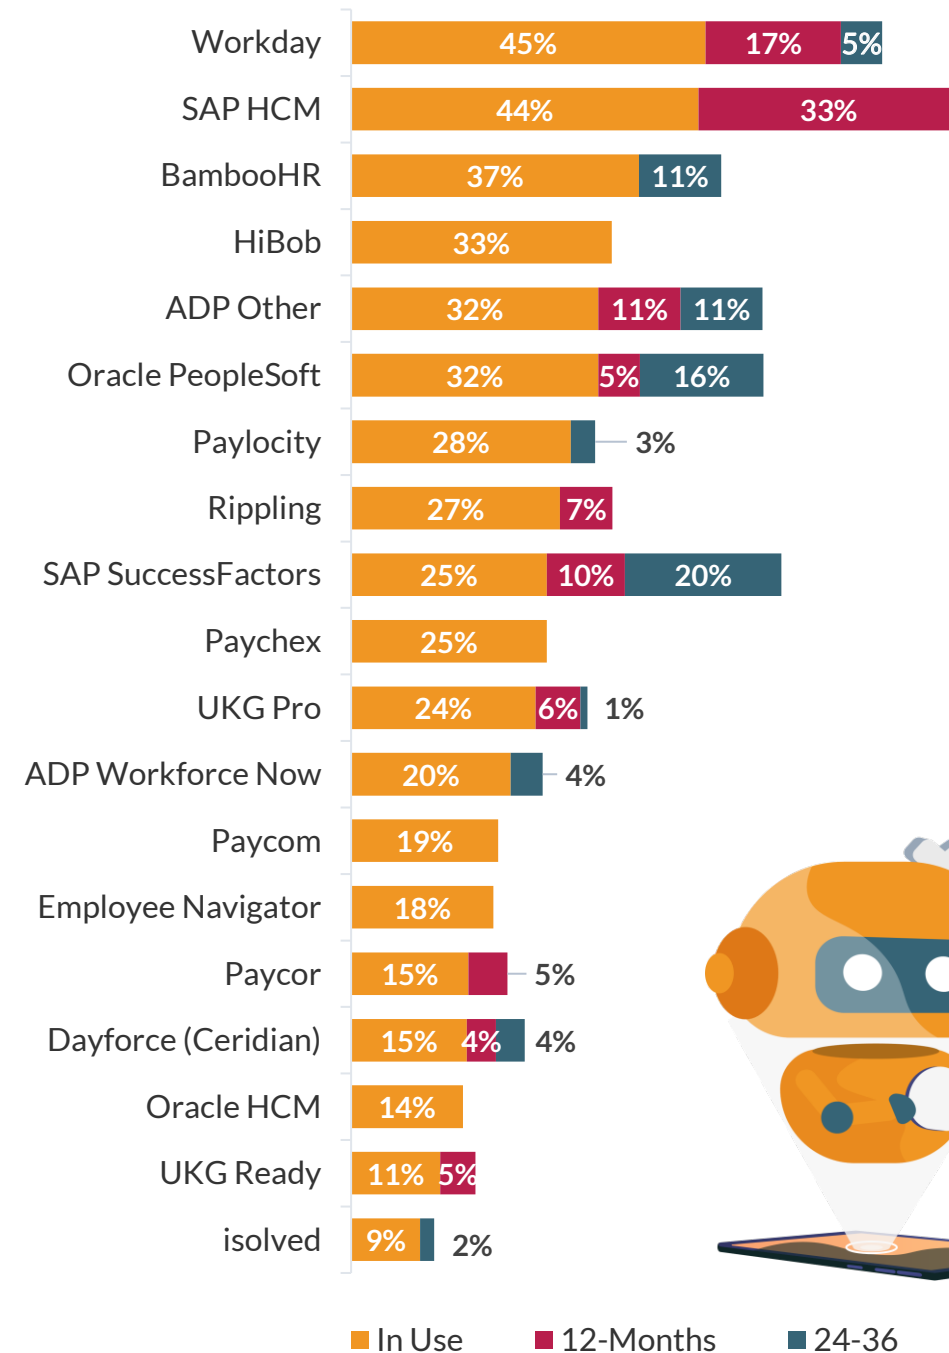 Workday 45% 17% 5%
SAP HCM 44% 33%
BambooHR 37% 11%
HiBob 33%
ADP Other 32% 11% 11%
Oracle PeopleSoft 32% 5% 16%
Paylocity 28% 3%
Rippling 27% 7%
SAP SuccessFactors 25% 10% 20%
Paychex 25%
UKG Pro 24% 6% 1%
ADP Workforce Now 20% 4%
Paycom 19%
Employee Navigator 18%
Paycor 15% 5%
Dayforce (Ceridian) 15% 4% 4%
Oracle HCM 14%
UKG Ready 11% 5%
isolved 9% 2%
In Use 12-Months 24-36